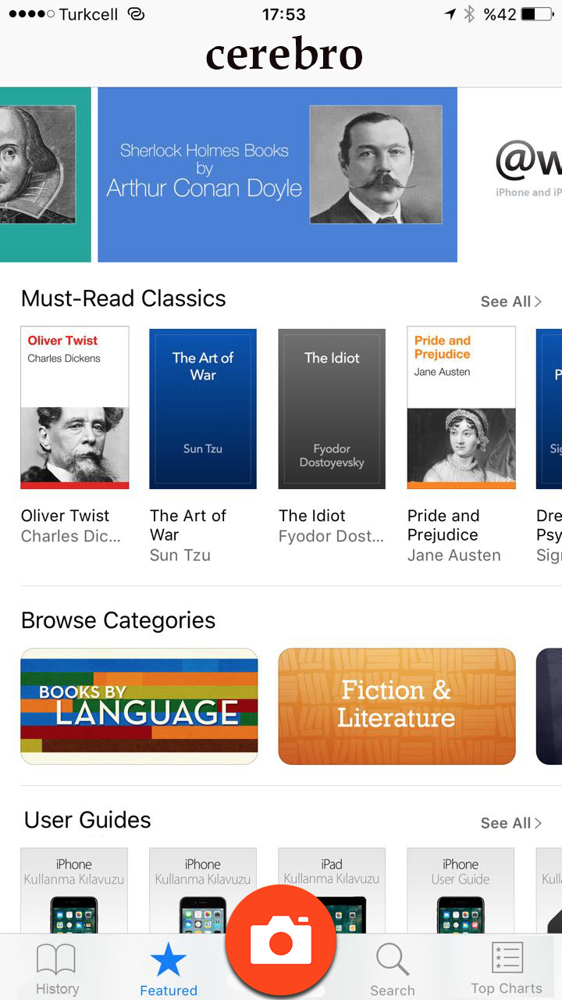 Turkcell 17:53 %42
cerebro
Sherlock Holmes Books
by
Arthur Conan Doyle
@w
iPhone and iP
Must-Read Classics
See All
Oliver Twist
Charles Dickens
The Art of
War
Sun Tzu
The Idiot
Fyodor
Dostoyevsky
Pride and
Prejudice
Jane Austen
P
Sig
Oliver Twist
Charles Dic...
The Art of
War
Sun Tzu
The Idiot
Fyodor Dost...
Pride and
Prejudice
Jane Austen
Dre
Psy
Sig
Browse Categories
BOOKS BY
LANGUAGE
Fiction &
Literature
User Guides
See All
iPhone
Kullanma Kılavuzu
iPhone
Kullanma Kılavuzu
iPad
Kullanma Kılavuzu
iPhone
User Guide
Kull
History
Featured
Search
Top Charts